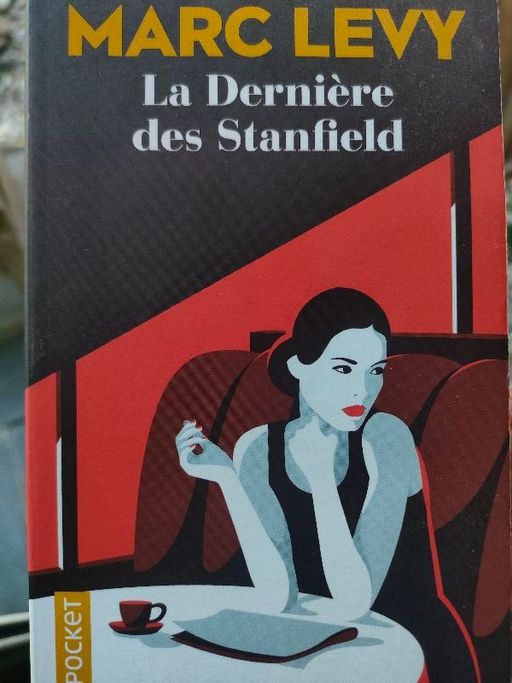 MARC LEVY
La Dernière
des Stanfield
POCKET